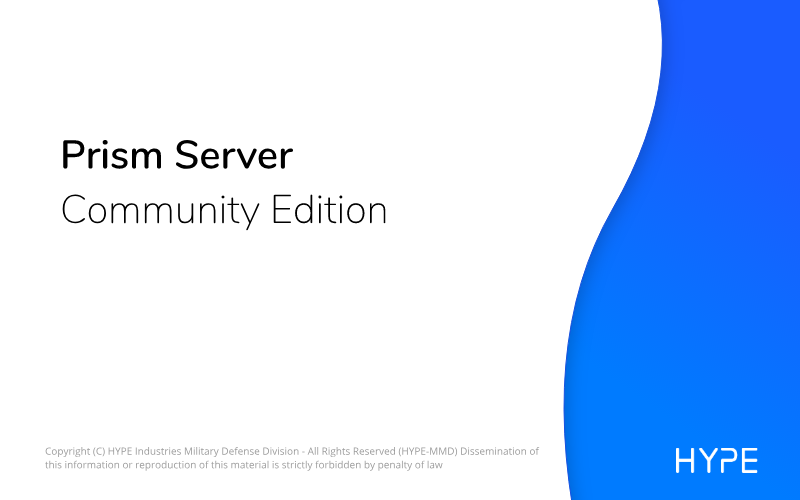 Prism Server
Community Edition
Copyright (C) HYPE Industries Military Defense Division - All Rights Reserved (HYPE-MMD) Dissemination of
this information or reproduction of this material is strictly forbidden by penalty of law
HYPE